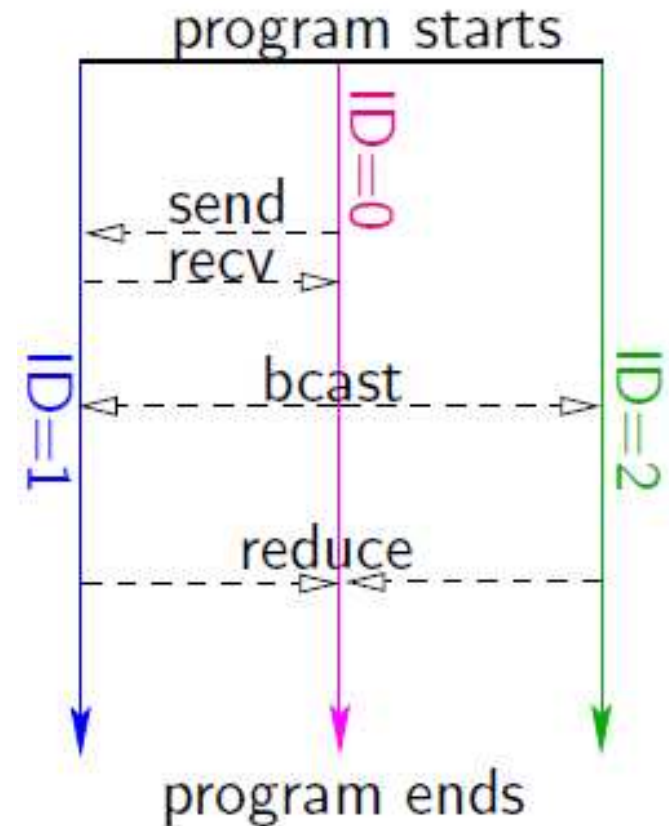 program starts
ID=0
send
recv
ID=1
bcast
ID=2
reduce
program ends